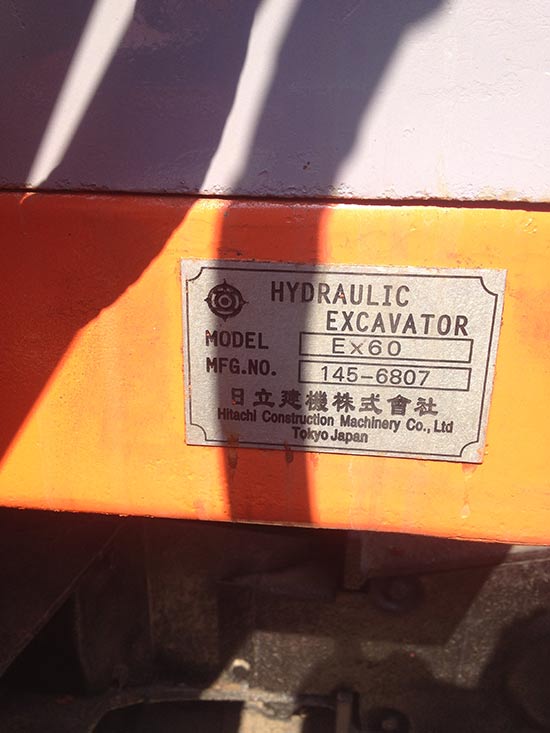 HYDRAULIC
EXCAVATOR
MODEL Ex60
MFG.NO. 145-6807
日立建機株式會社
Hitachi Construction Machinery Co., Ltd
Tokyo Japan